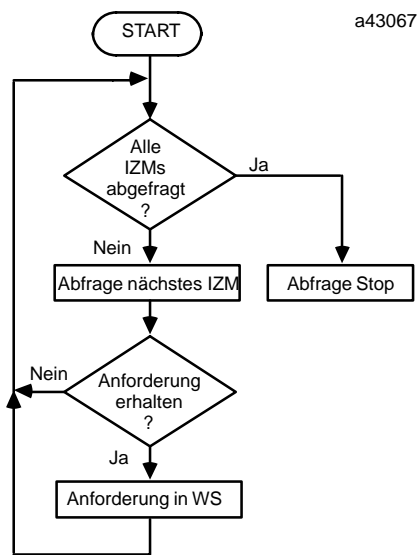 START
a43067
Alle
IZMs
abgefragt
?
Ja
Nein
Abfrage nächstes IZM
Abfrage Stop
Nein
Anforderung
erhalten
?
Ja
Anforderung in WS